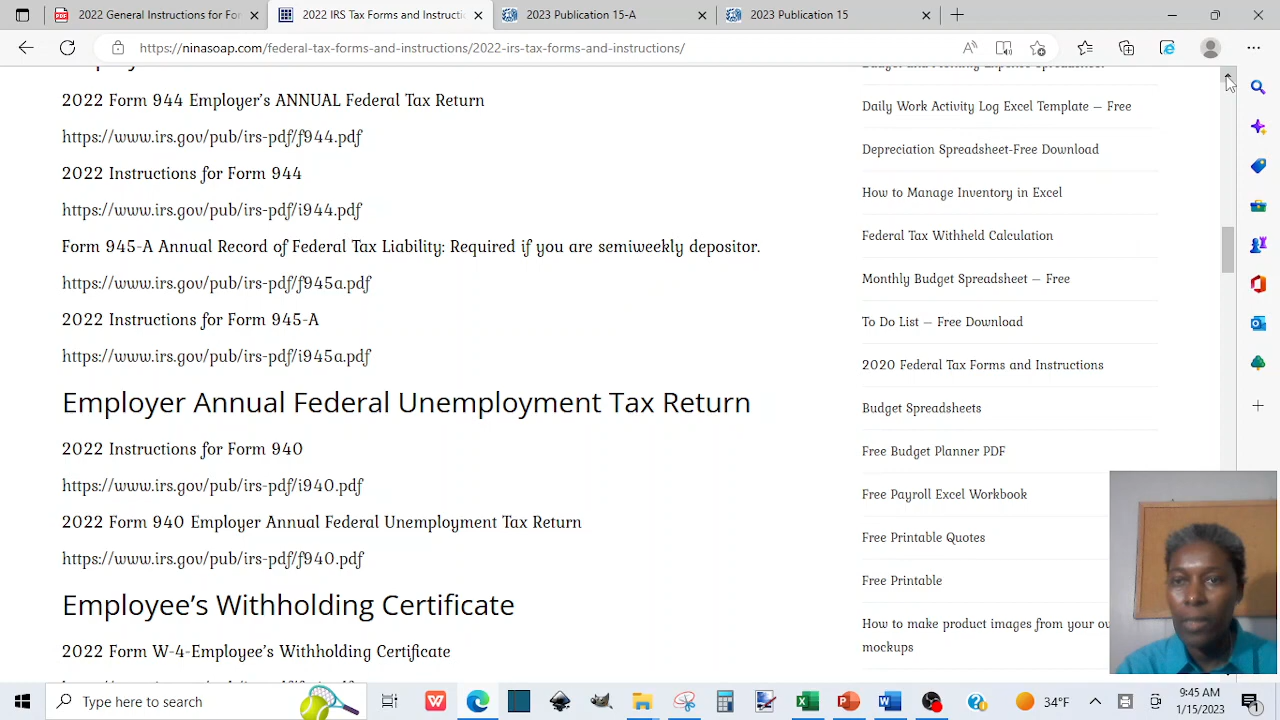 2022 General Instructions for For
2022 IRS Tax Forms and Instructi
2023 Publication 15-A
2023 Publication 15
https://ninasoap.com/federal-tax-forms-and-instructions/2022-irs-tax-forms-and-instructions/
2022 Form 944 Employer's ANNUAL Federal Tax Return
https://www.irs.gov/pub/irs-pdf/f944.pdf
2022 Instructions for Form 944
https://www.irs.gov/pub/irs-pdf/i944.pdf
Form 945-A Annual Record of Federal Tax Liability: Required if you are semiweekly depositor.
https://www.irs.gov/pub/irs-pdf/f945a.pdf
2022 Instructions for Form 945-A
https://www.irs.gov/pub/irs-pdf/i945a.pdf
Employer Annual Federal Unemployment Tax Return
2022 Instructions for Form 940
https://www.irs.gov/pub/irs-pdf/i940.pdf
2022 Form 940 Employer Annual Federal Unemployment Tax Return
https://www.irs.gov/pub/irs-pdf/f940.pdf
Employee's Withholding Certificate
2022 Form W-4-Employee's Withholding Certificate
Daily Work Activity Log Excel Template – Free
Depreciation Spreadsheet-Free Download
How to Manage Inventory in Excel
Federal Tax Withheld Calculation
Monthly Budget Spreadsheet – Free
To Do List – Free Download
2020 Federal Tax Forms and Instructions
Budget Spreadsheets
Free Budget Planner PDF
Free Payroll Excel Workbook
Free Printable Quotes
Free Printable
How to make product images from your ou
mockups
Type here to search
34°F
9:45 AM
1/15/2023